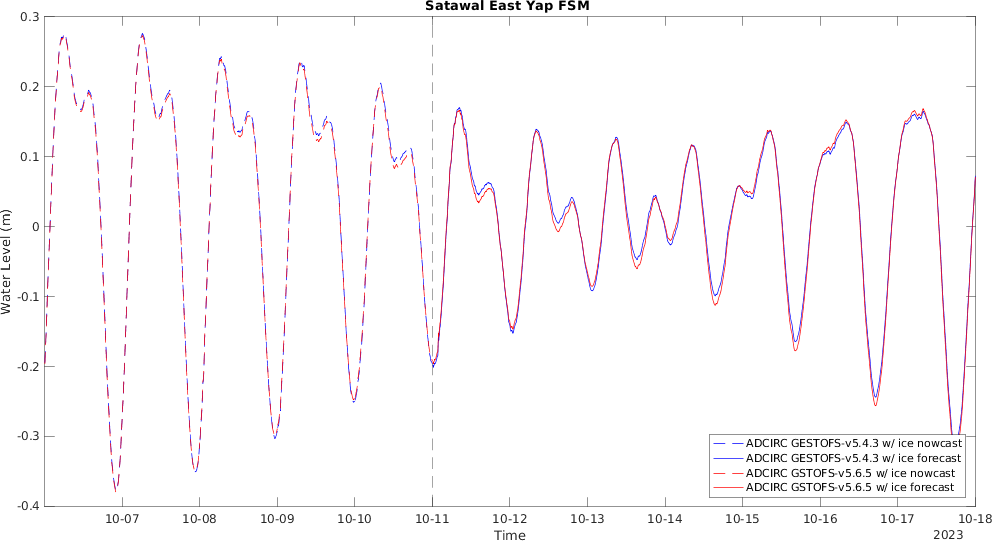 Satawal East Yap FSM
Water Level (m)
0.3
0.2
0.1
0
-0.1
-0.2
-0.3
-0.4
10-07 10-08 10-09 10-10 10-11 10-12 10-13 10-14 10-15 10-16 10-17 10-18
Time
2023
ADCIRC GESTOFS-v5.4.3 w/ ice nowcast
ADCIRC GESTOFS-v5.4.3 w/ ice forecast
ADCIRC GSTOFS-v5.6.5 w/ ice nowcast
ADCIRC GSTOFS-v5.6.5 w/ ice forecast